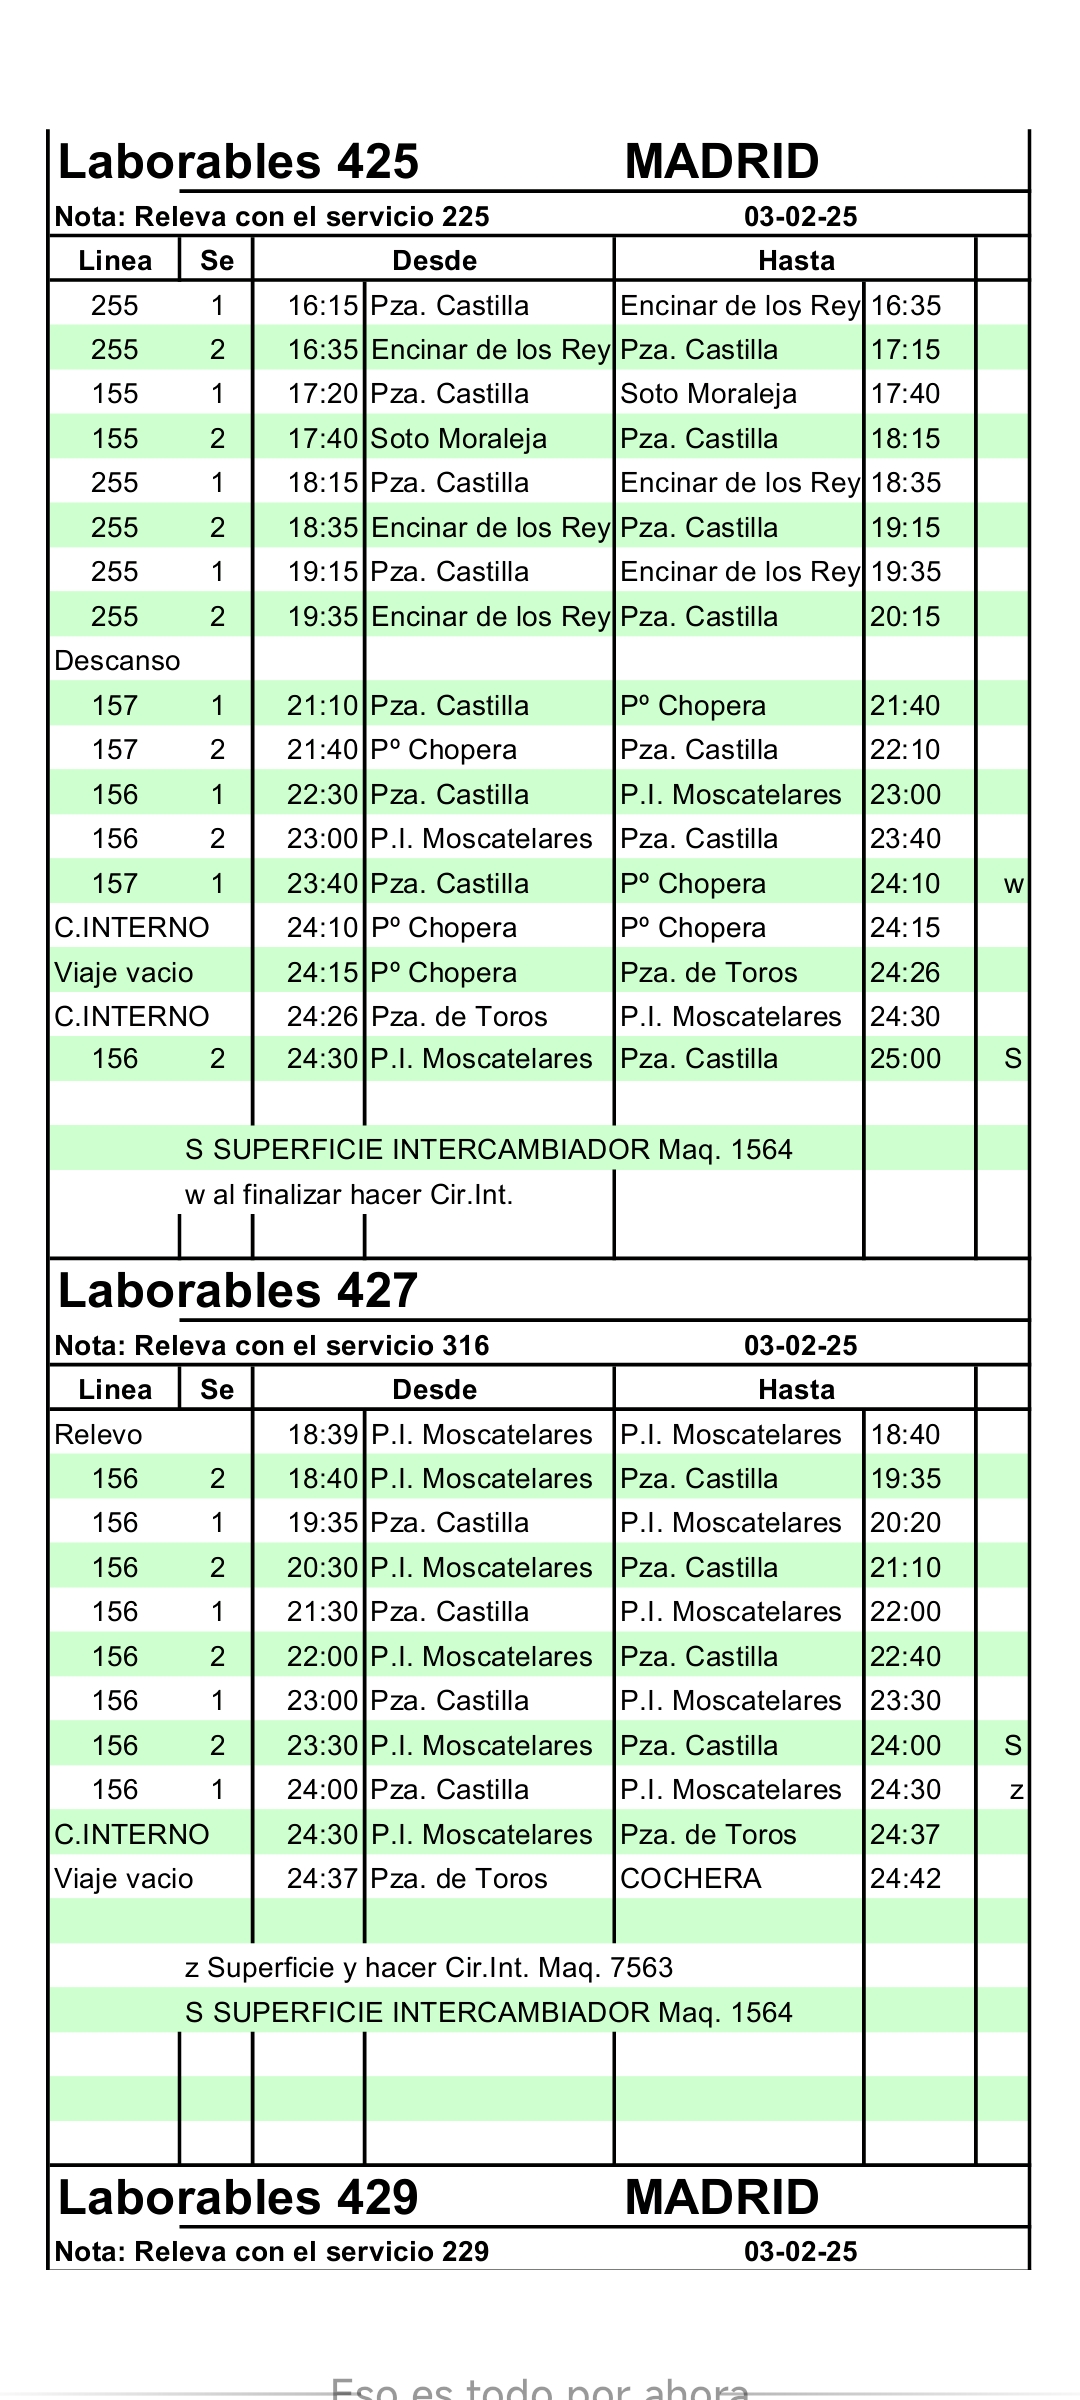 Laborables 425 MADRID
Nota: Releva con el servicio 225 03-02-25
Linea Se Desde Hasta
255 1 16:15 Pza. Castilla Encinar de los Rey 16:35
255 2 16:35 Encinar de los Rey Pza. Castilla 17:15
155 1 17:20 Pza. Castilla Soto Moraleja 17:40
155 2 17:40 Soto Moraleja Pza. Castilla 18:15
255 1 18:15 Pza. Castilla Encinar de los Rey 18:35
255 2 18:35 Encinar de los Rey Pza. Castilla 19:15
255 1 19:15 Pza. Castilla Encinar de los Rey 19:35
255 2 19:35 Encinar de los Rey Pza. Castilla 20:15
Descanso
157 1 21:10 Pza. Castilla Pº Chopera 21:40
157 2 21:40 Pº Chopera Pza. Castilla 22:10
156 1 22:30 Pza. Castilla P.I. Moscatelares 23:00
156 2 23:00 P.I. Moscatelares Pza. Castilla 23:40
157 1 23:40 Pza. Castilla Pº Chopera 24:10 w
C.INTERNO 24:10 Pº Chopera Pº Chopera 24:15
Viaje vacio 24:15 Pº Chopera Pza. de Toros 24:26
C.INTERNO 24:26 Pza. de Toros P.I. Moscatelares 24:30
156 2 24:30 P.I. Moscatelares Pza. Castilla 25:00 S
S SUPERFICIE INTERCAMBIADOR Maq. 1564
w al finalizar hacer Cir.Int.
Laborables 427
Nota: Releva con el servicio 316 03-02-25
Linea Se Desde Hasta
Relevo 18:39 P.I. Moscatelares P.I. Moscatelares 18:40
156 2 18:40 P.I. Moscatelares Pza. Castilla 19:35
156 1 19:35 Pza. Castilla P.I. Moscatelares 20:20
156 2 20:30 P.I. Moscatelares Pza. Castilla 21:10
156 1 21:30 Pza. Castilla P.I. Moscatelares 22:00
156 2 22:00 P.I. Moscatelares Pza. Castilla 22:40
156 1 23:00 Pza. Castilla P.I. Moscatelares 23:30
156 2 23:30 P.I. Moscatelares Pza. Castilla 24:00 S
156 1 24:00 Pza. Castilla P.I. Moscatelares 24:30 z
C.INTERNO 24:30 P.I. Moscatelares Pza. de Toros 24:37
Viaje vacio 24:37 Pza. de Toros COCHERA 24:42
z Superficie y hacer Cir.Int. Maq. 7563
S SUPERFICIE INTERCAMBIADOR Maq. 1564
Laborables 429 MADRID
Nota: Releva con el servicio 229 03-02-25
Eso es todo por ahora